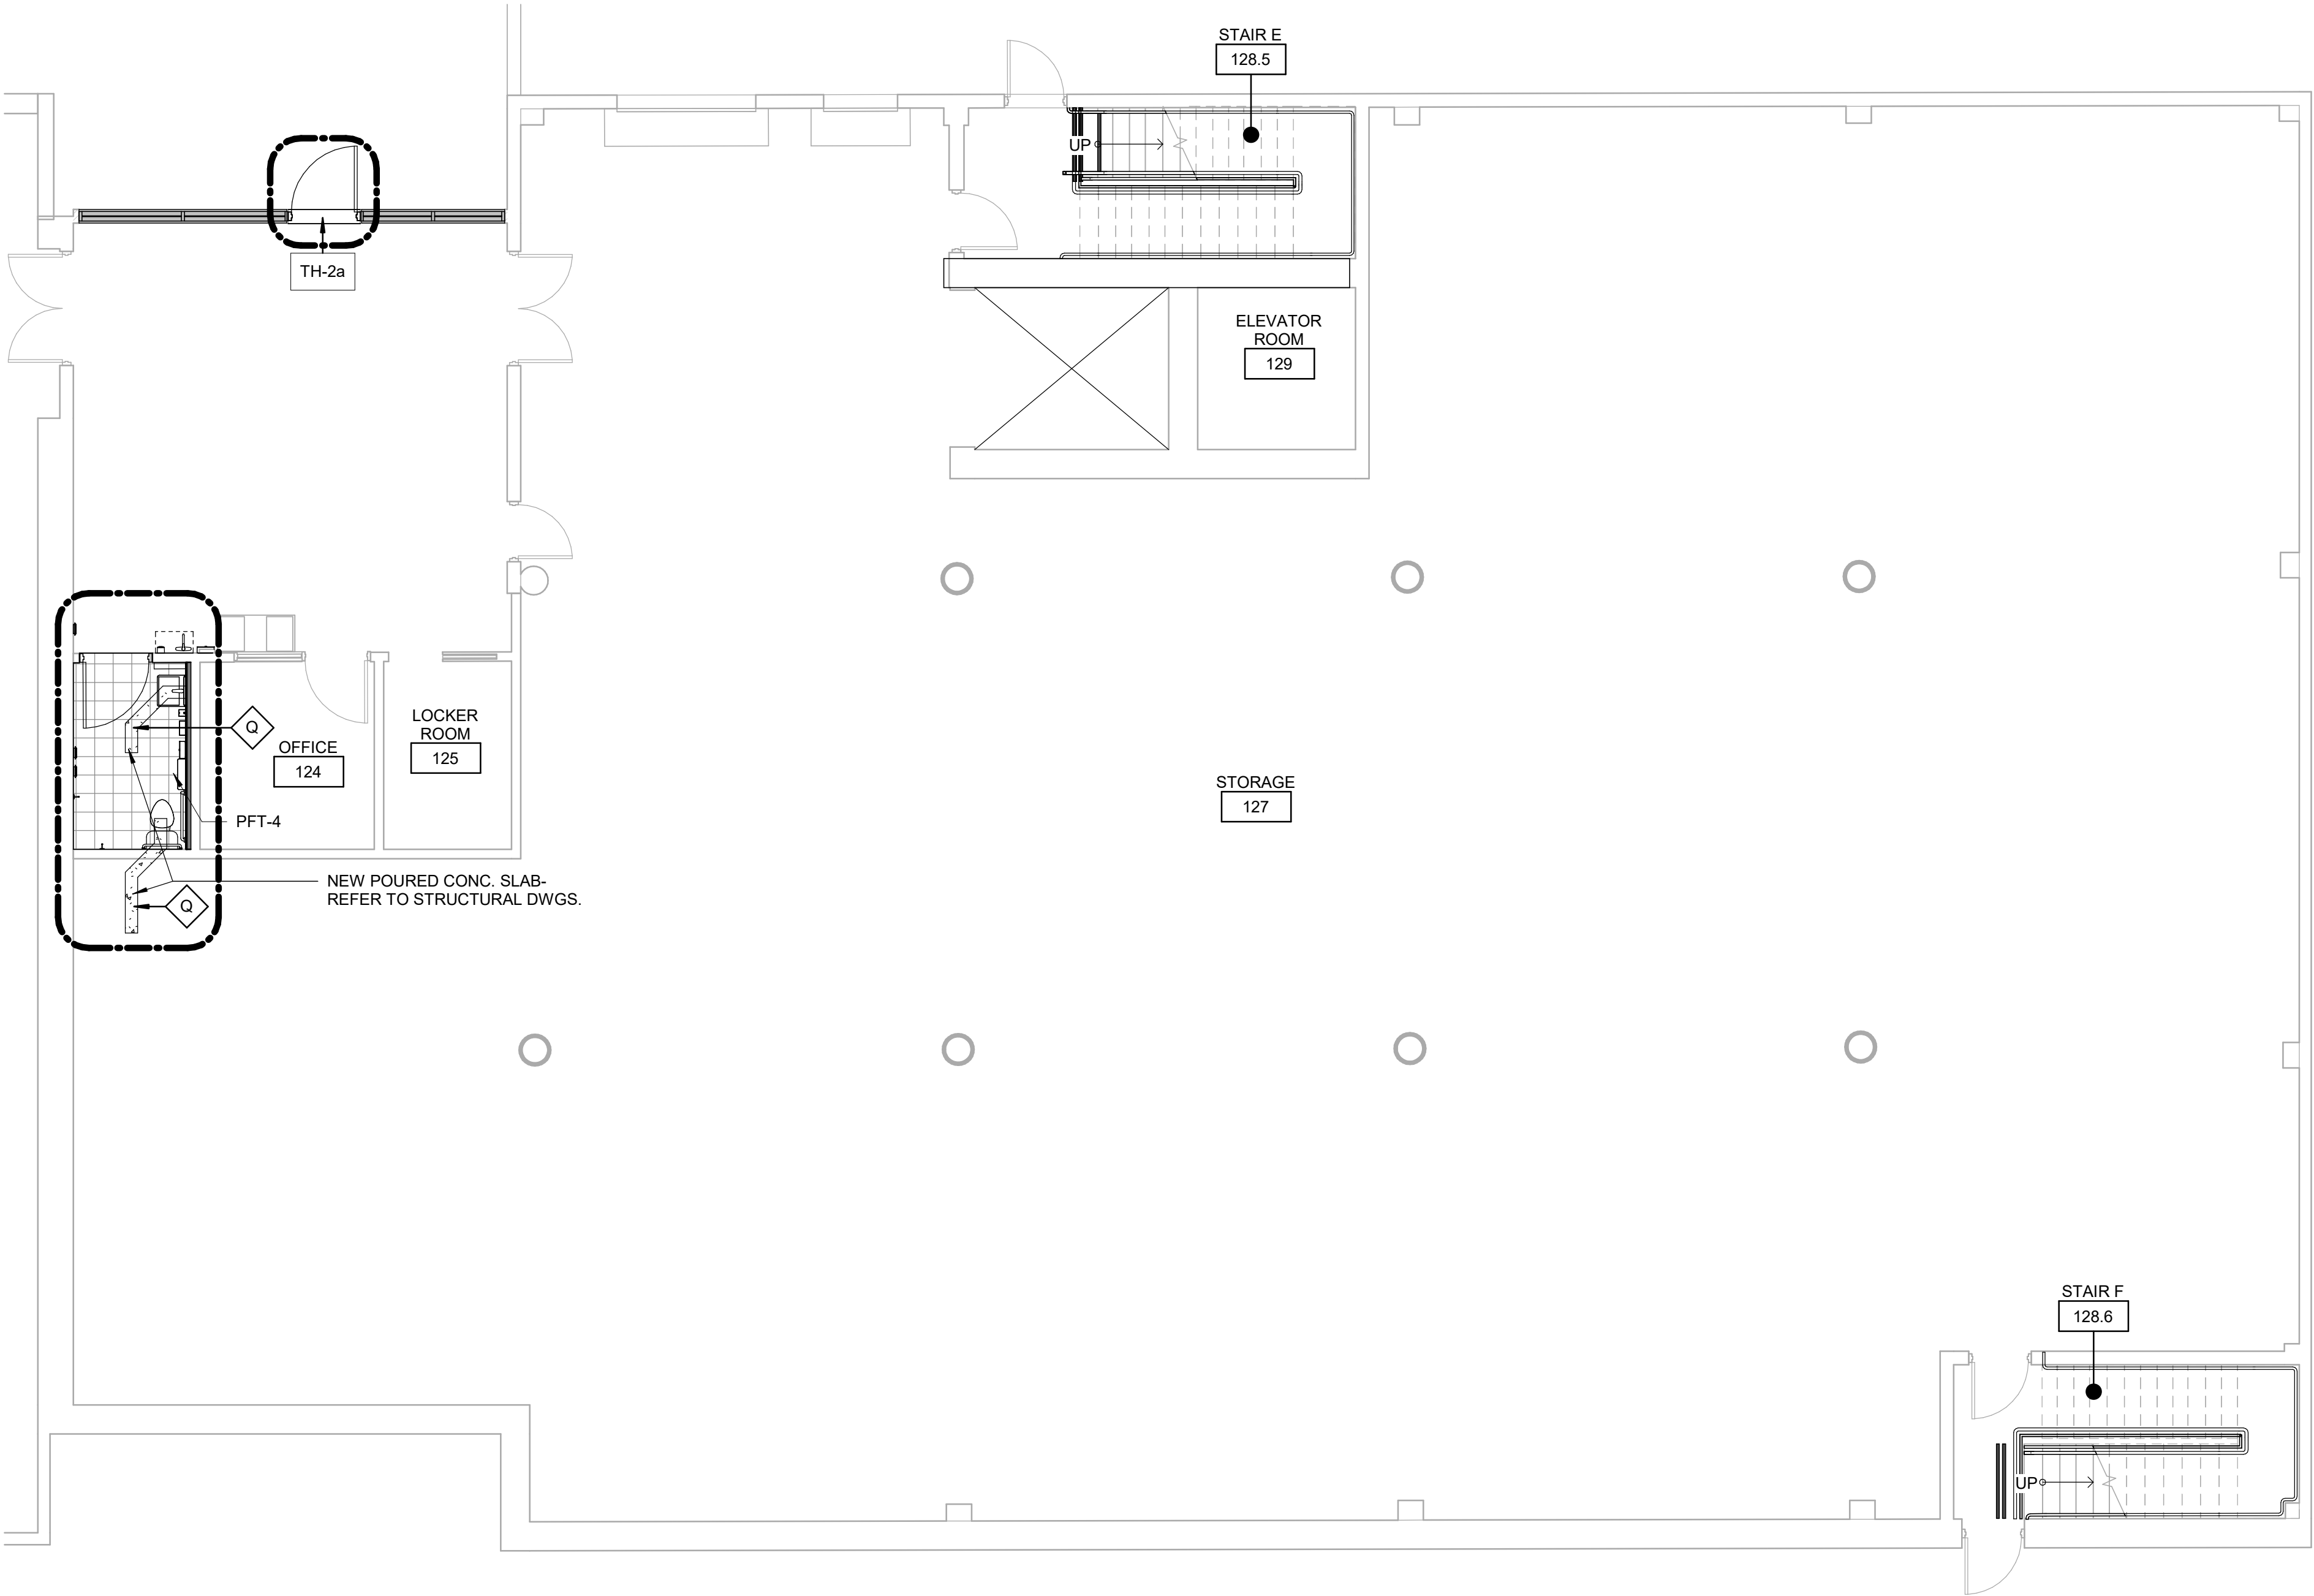 STAIR E
128.5
UP
TH-2a
ELEVATOR
ROOM
129
LOCKER
ROOM
125
Q
OFFICE
124
STORAGE
127
PFT-4
NEW POURED CONC. SLAB-
REFER TO STRUCTURAL DWGS.
Q
STAIR F
128.6
UP